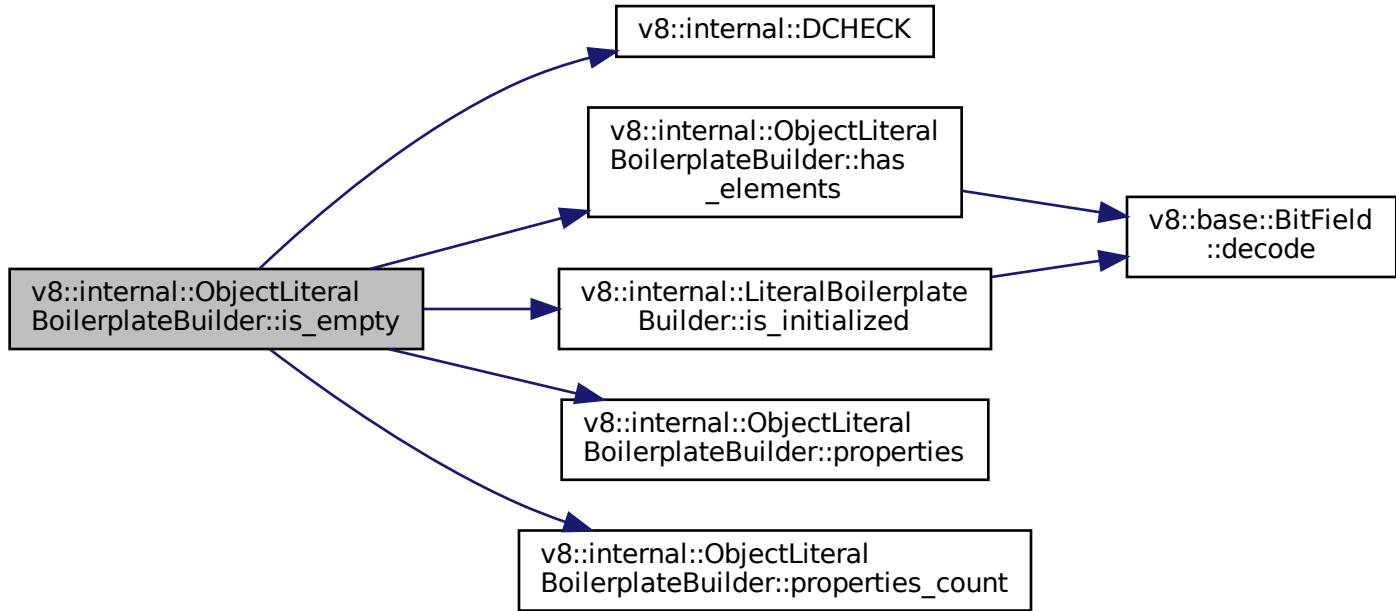 v8::internal::DCHECK
v8::internal::ObjectLiteral
BoilerplateBuilder::has
_elements
v8::base::BitField
::decode
v8::internal::ObjectLiteral
BoilerplateBuilder::is_empty
v8::internal::LiteralBoilerplate
Builder::is_initialized
v8::internal::ObjectLiteral
BoilerplateBuilder::properties
v8::internal::ObjectLiteral
BoilerplateBuilder::properties_count